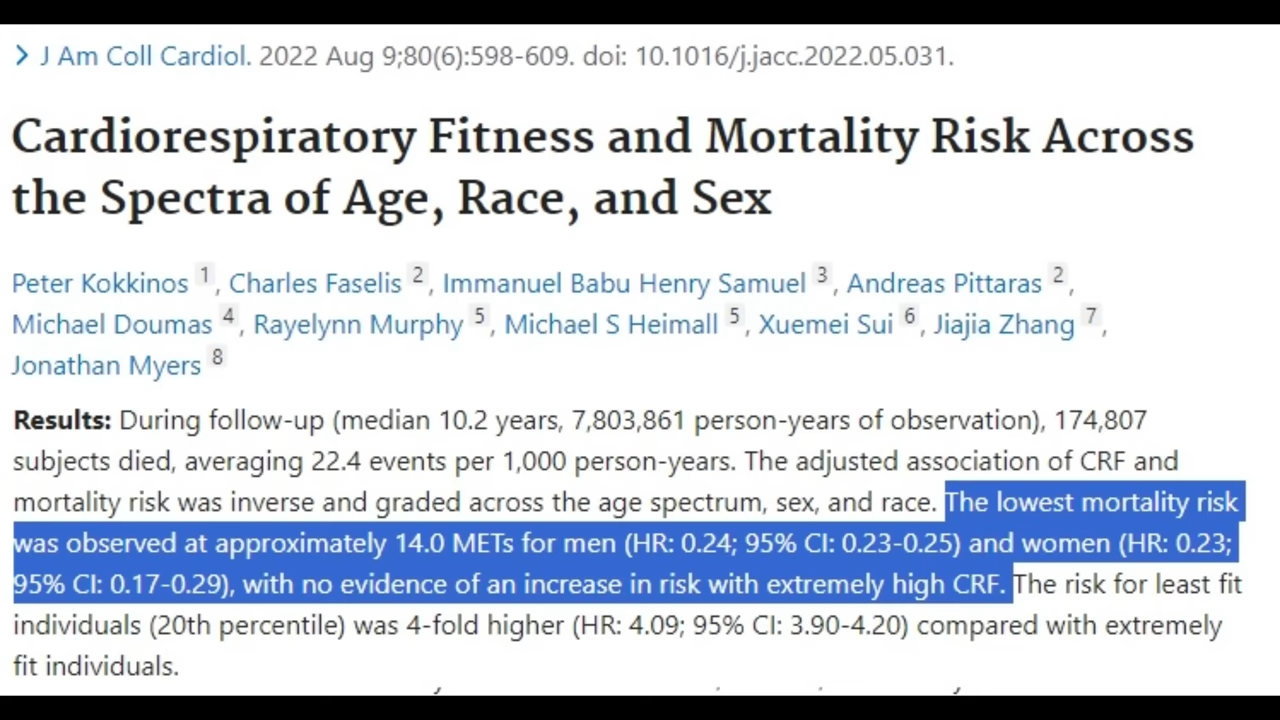 > J Am Coll Cardiol. 2022 Aug 9;80(6):598-609. doi: 10.1016/j.jacc.2022.05.031.
Cardiorespiratory Fitness and Mortality Risk Across
the Spectra of Age, Race, and Sex
Peter Kokkinos 1, Charles Faselis 2, Immanuel Babu Henry Samuel 3, Andreas Pittaras 2,
Michael Doumas 4, Rayelynn Murphy 5, Michael S Heimall 5, Xuemei Sui 6, Jiajia Zhang 7,
Jonathan Myers 8
Results: During follow-up (median 10.2 years, 7,803,861 person-years of observation), 174,807
subjects died, averaging 22.4 events per 1,000 person-years. The adjusted association of CRF and
mortality risk was inverse and graded across the age spectrum, sex, and race. The lowest mortality risk
was observed at approximately 14.0 METs for men (HR: 0.24; 95% CI: 0.23-0.25) and women (HR: 0.23;
95% CI: 0.17-0.29), with no evidence of an increase in risk with extremely high CRF. The risk for least fit
individuals (20th percentile) was 4-fold higher (HR: 4.09; 95% CI: 3.90-4.20) compared with extremely
fit individuals.